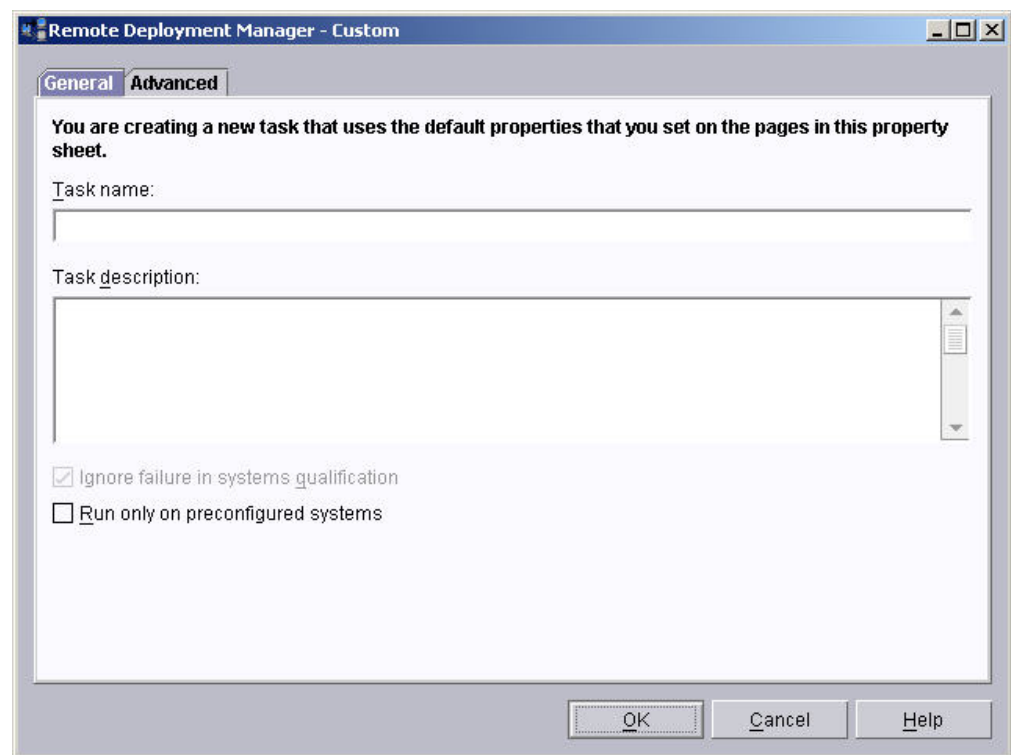 Remote Deployment Manager - Custom
General Advanced
You are creating a new task that uses the default properties that you set on the pages in this property
sheet.
Task name:
Task description:
Ignore failure in systems qualification
Run only on preconfigured systems
OK Cancel Help